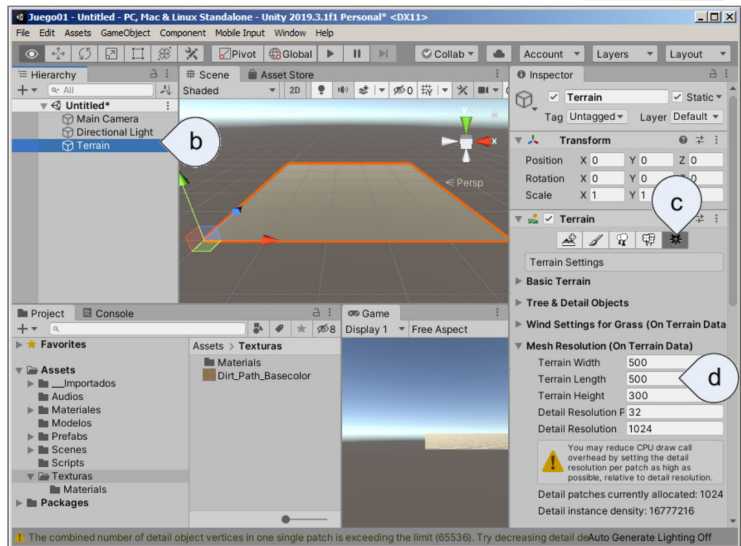 Juego01 - Untitled - PC, Mac & Linux Standalone - Unity 2019.3.1f1 Personal* <DX11>
File Edit Assets GameObject Component Mobile Input Window Help
Pivot Global Collab Account Layers Layout
Hierarchy
All
Untitled*
Main Camera
Directional Light
Terrain
b
Scene Asset Store
Shaded 2D 0
y
x
Persp
Inspector
Terrain Static
Tag Untagged Layer Default
Transform
Position X 0 Y 0 Z 0
Rotation X 0 Y 0 0
Scale X 1 Y 1
c
Terrain
Terrain Settings
Basic Terrain
Tree & Detail Objects
Wind Settings for Grass (On Terrain Data
Mesh Resolution (On Terrain Data)
Terrain Width 500
Terrain Length 500
Terrain Height 300
d
Detail Resolution P 32
Detail Resolution 1024
You may reduce CPU draw call
overhead by setting the detail
resolution per patch as high as
possible, relative to detail resolution.
Detail patches currently allocated: 1024
Detail instance density: 16777216
Project Console
8
Favorites
Assets
__Importados
Audios
Materiales
Modelos
Prefabs
Scenes
Scripts
Texturas
Materials
Packages
Assets > Texturas
Materials
Dirt_Path_Basecolor
Game
Display 1 Free Aspect
The combined number of detail object vertices in one single patch is exceeding the limit (65536). Try decreasing detail de
Auto Generate Lighting Off